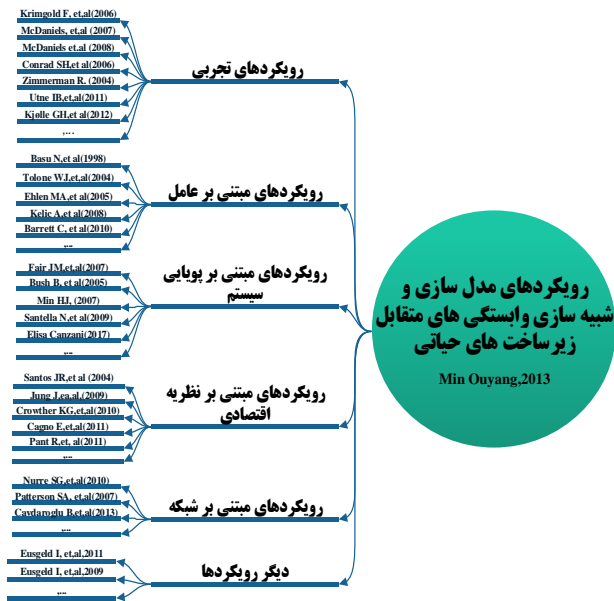 رویکردهای مدل سازی و
شبیه سازی وابستگی های متقابل
زیرساخت های حیاتی
Min Ouyang,2013
رویکردهای تجربی
Krimgold F, et,al(2006)
McDaniels, et,al (2007)
McDaniels et.al (2008)
Conrad SH,et al(2006)
Zimmerman R. (2004)
Utne IB,et,al(2011)
Kjølle GH,et al(2012)
,…
رویکردهای مبتنی بر عامل
Basu N,et al(1998)
Tolone WJ,et al(2004)
Ehlen MA,et al(2005)
Kelic A,et al(2008)
Barrett C, et al(2010)
,...
رویکردهای مبتنی بر پویایی
سیستم
Fair JM,et,al(2007)
Bush B, et al(2005)
Min HJ, (2007)
Santella N,et al(2009)
Elisa Canzani(2017)
,...
رویکردهای مبتنی بر نظریه
اقتصادی
Santos JR,et al (2004)
Jung J,ea,al,(2009)
Crowther KG,et,al(2010)
Cagno E,et,al(2011)
Pant R,et, al(2011)
,...
رویکردهای مبتنی بر شبکه
Nurre SG,et,al(2010)
Patterson SA, et,al(2007)
Cavdaroglu B,et,al(2013)
,...
دیگر رویکردها
Eusgeld I, et,al,2011
Eusgeld I, et,al,2009
,...